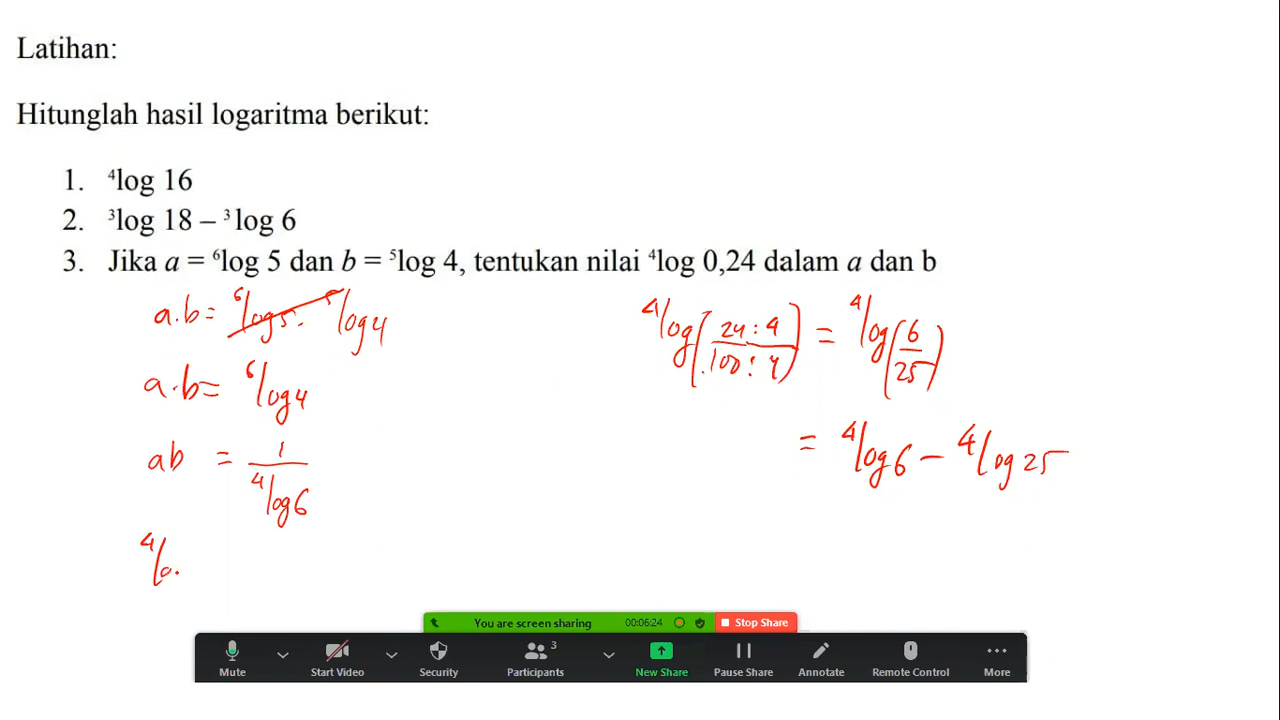 Latihan:
Hitunglah hasil logaritma berikut:
1. ⁴log 16
2. ³log 18 – ³ log 6
3. Jika a = ⁶log 5 dan b = ⁵log 4, tentukan nilai ⁴log 0,24 dalam a dan b
a.b = ⁶log5 . ⁵log4
a.b = ⁶log4
ab = 1/⁴log6
⁴lo
⁴log(24:4/100:4) = ⁴log(6/25)
= ⁴log6 – ⁴log25
You are screen sharing 00:06:24 Stop Share
Mute Start Video Security Participants 3 New Share Pause Share Annotate Remote Control More